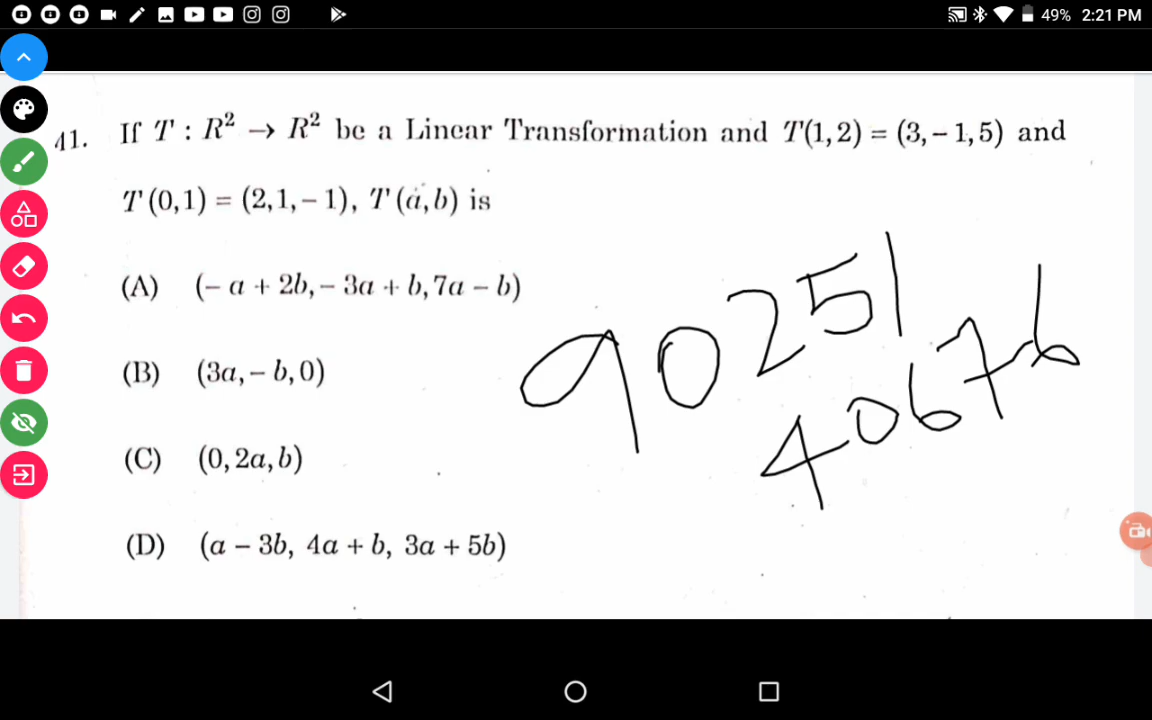 49% 2:21 PM
41. If T : R² → R² be a Linear Transformation and T(1,2) = (3, – 1, 5) and
T (0,1) = (2,1, – 1), T (a, b) is
(A) (– a + 2b, – 3a + b, 7a – b)
(B) (3a, – b, 0)
(C) (0, 2a, b)
(D) (a – 3b, 4a + b, 3a + 5b)
90251
40676